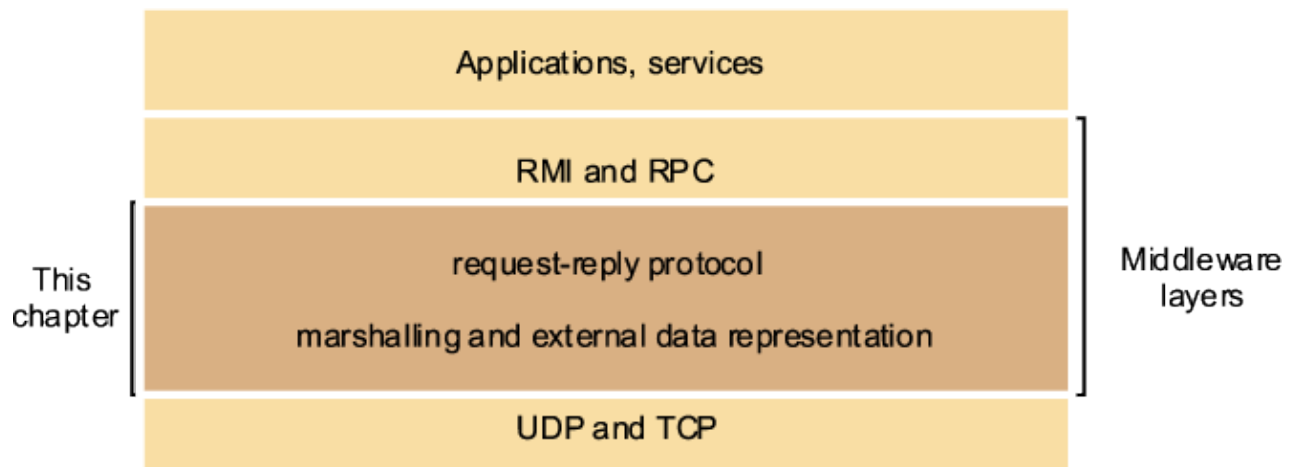 Applications, services
RMI and RPC
This
chapter
request-reply protocol
marshalling and external data representation
Middleware
layers
UDP and TCP